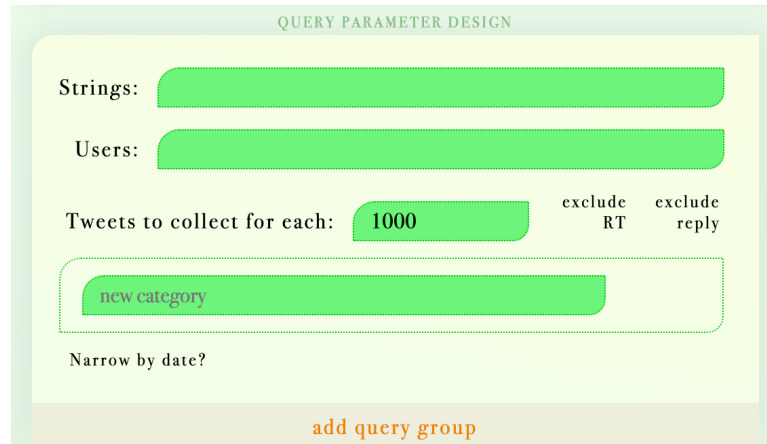 QUERY PARAMETER DESIGN
Strings:
Users:
Tweets to collect for each: 1000
exclude RT
exclude reply
new category
Narrow by date?
add query group